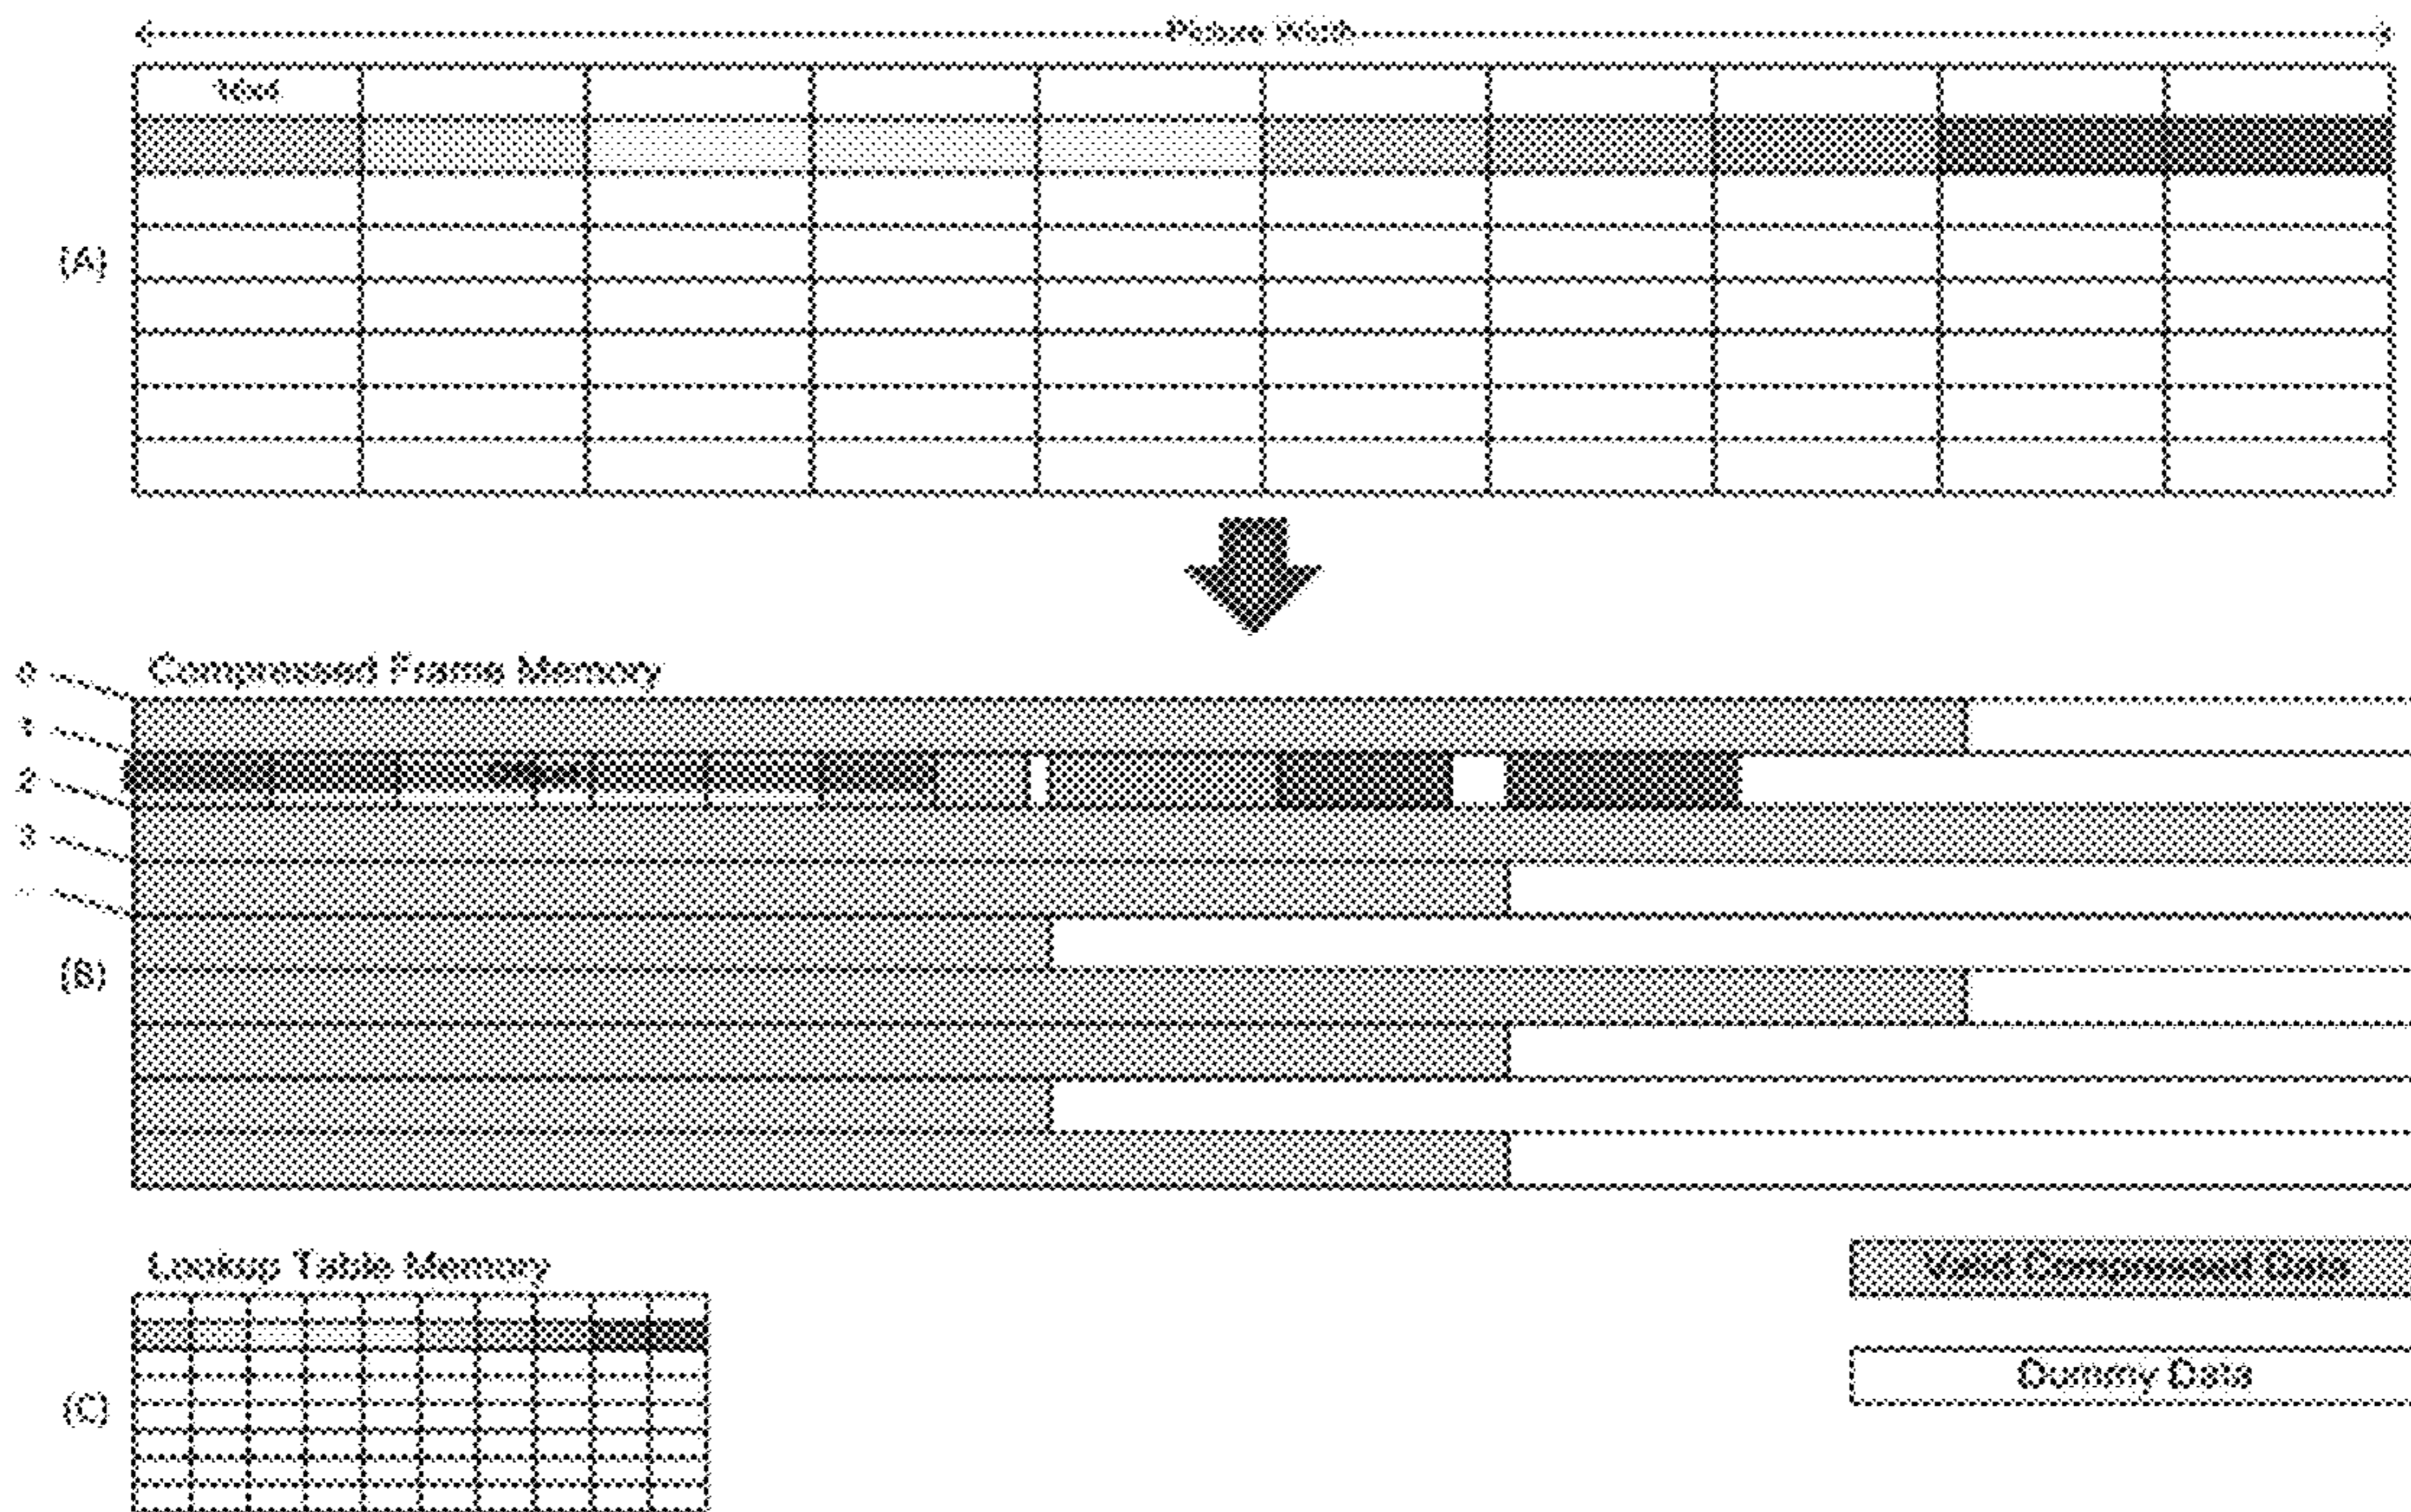 Picture Width
(A)
Compressed Frame Memory
0
1
2
3
(B)
Lookup Table Memory
Valid Compressed Data
Dummy Data
(C)